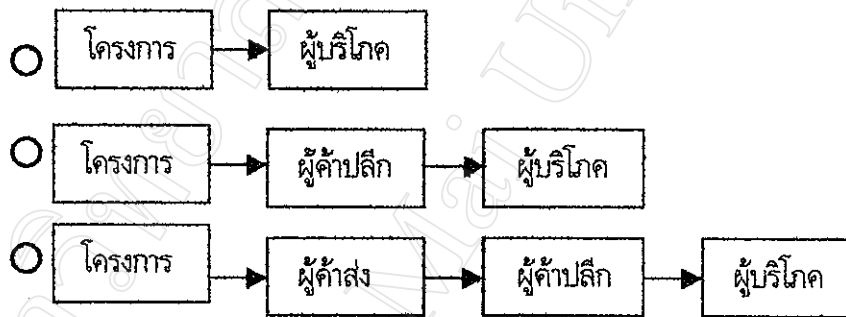 โครงการ ผู้บริโภค
โครงการ ผู้ค้าปลีก ผู้บริโภค
โครงการ ผู้ค้าส่ง ผู้ค้าปลีก ผู้บริโภค